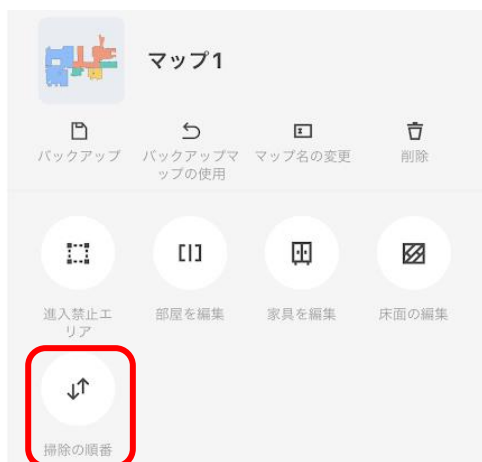 マップ1
バックアップ
バックアップマ
ップの使用
マップ名の変更
削除
進入禁止エ
リア
部屋を編集
家具を編集
床面の編集
掃除の順番